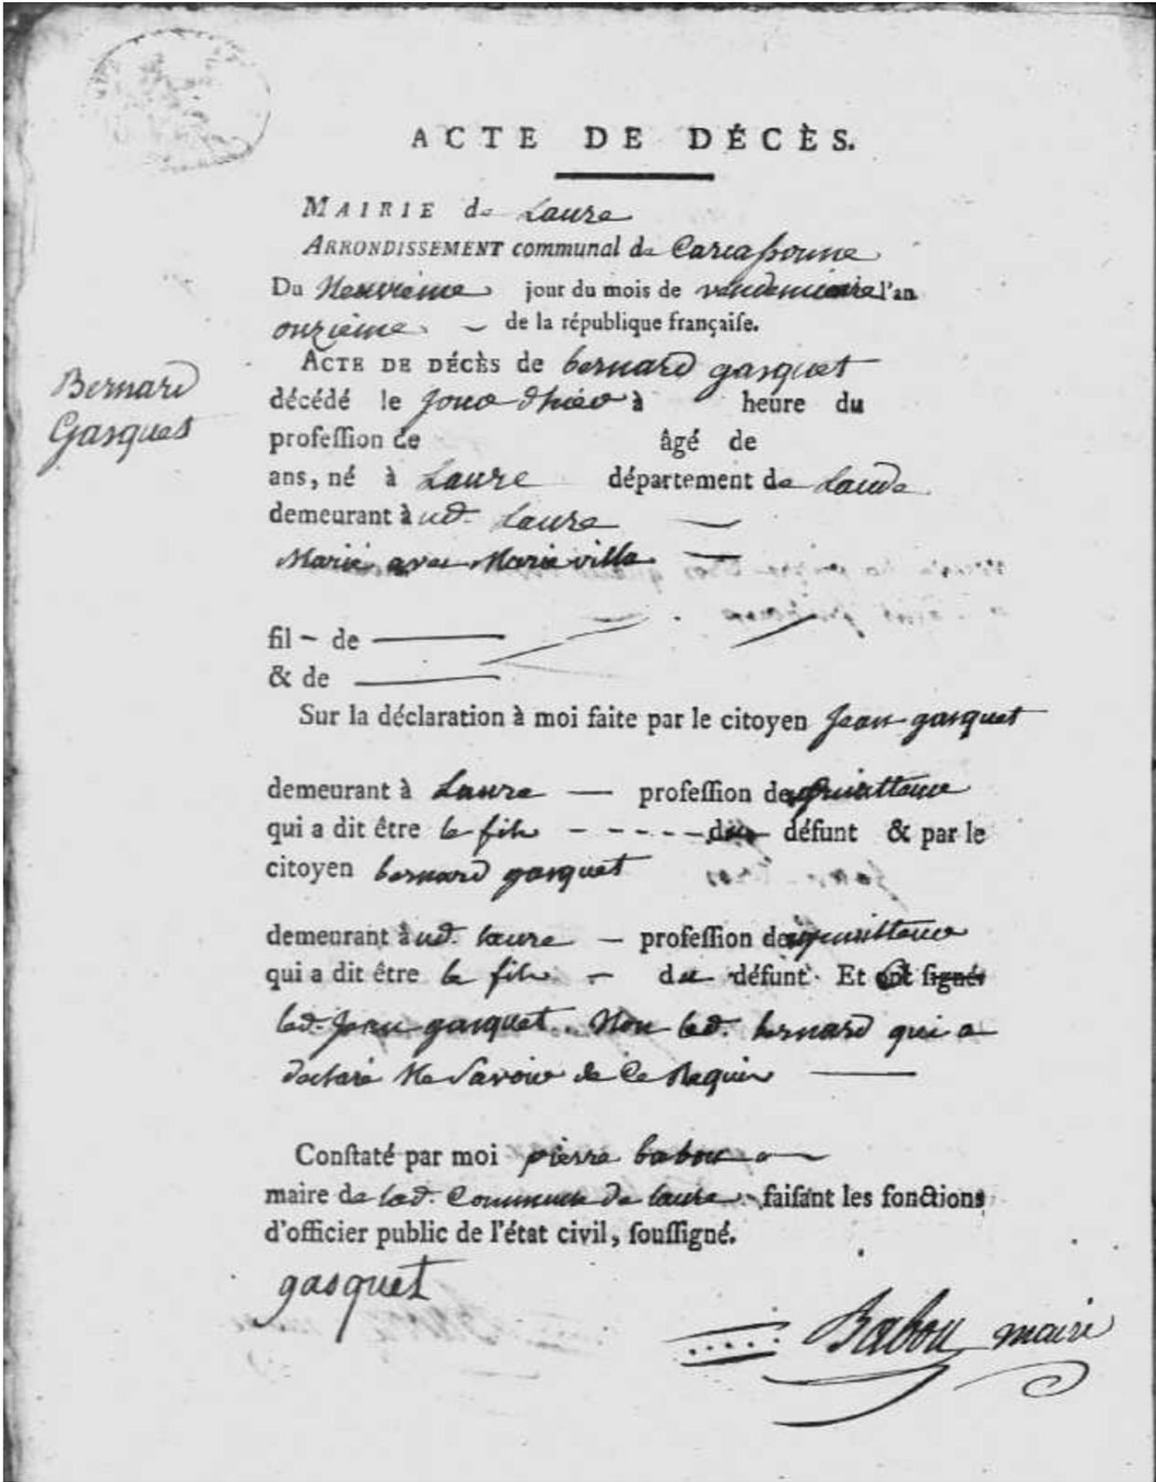 ACTE DE DÉCÈS.
MAIRIE de Laure
ARRONDISSEMENT communal de Carcassonne
Du Neuvieme jour du mois de vendemiaire l'an
onzieme de la république françaiſe.
ACTE DE DÉCÈS de bernard gasquet
Bernard
Gasquet
décédé le jour dhier à heure du
profeſſion de âgé de
ans, né à Laure département de Laude
demeurant à ud. Laure
Marié avec Marie villa
fil de
& de
Sur la déclaration à moi faite par le citoyen Jean gasquet
demeurant à Laure profeſſion de
qui a dit être le fils du défunt & par le
citoyen bernard gasquet
demeurant à ud. laure profeſſion de
qui a dit être le fils du défunt Et ſigné
led. Jean gasquet. Non led. bernard qui a
declaré Ne Savoir de Ce Requis
Conſtaté par moi pierre babou
maire de lad. Commune de laure faiſant les fonctions
d'officier public de l'état civil, ſouſſigné.
gasquet
Babou maire